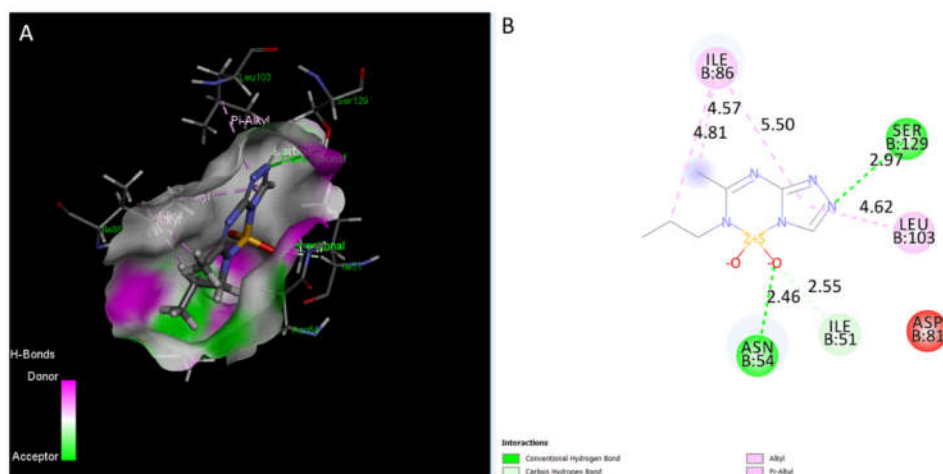 A
Leu103
Ser129
Pi-Alkyl
H-Bonds
Donor
Acceptor
B
ILE
B:86
4.57
4.81
5.50
SER
B:129
2.97
4.62
LEU
B:103
N
N
N
N
N
N
2-S
-O
O
-O
2.46
2.55
ASN
B:54
ILE
B:51
ASP
B:81
Interactions
Conventional Hydrogen Bond
Carbon Hydrogen Bond
Alkyl
Pi-Alkyl